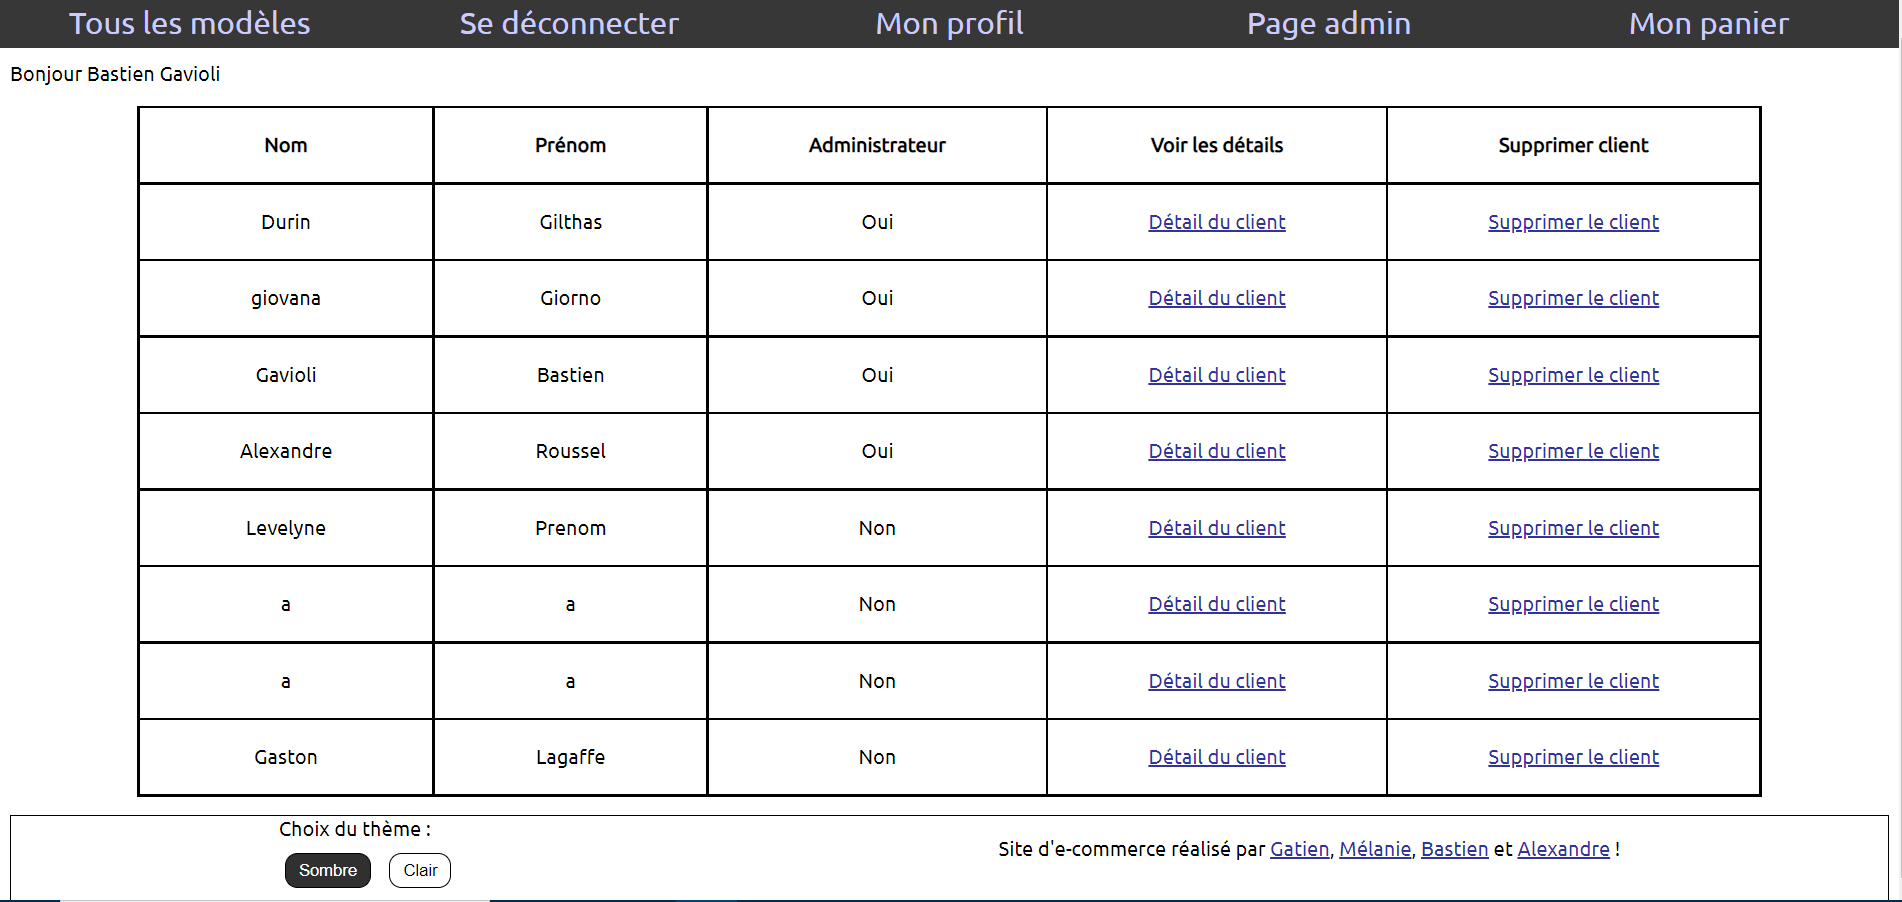 Tous les modèles Se déconnecter Mon profil Page admin Mon panier
Bonjour Bastien Gavioli
Nom Prénom Administrateur Voir les détails Supprimer client
Durin Gilthas Oui Détail du client Supprimer le client
giovana Giorno Oui Détail du client Supprimer le client
Gavioli Bastien Oui Détail du client Supprimer le client
Alexandre Roussel Oui Détail du client Supprimer le client
Levelyne Prenom Non Détail du client Supprimer le client
a a Non Détail du client Supprimer le client
a a Non Détail du client Supprimer le client
Gaston Lagaffe Non Détail du client Supprimer le client
Choix du thème :
Sombre Clair
Site d'e-commerce réalisé par Gatien, Mélanie, Bastien et Alexandre !